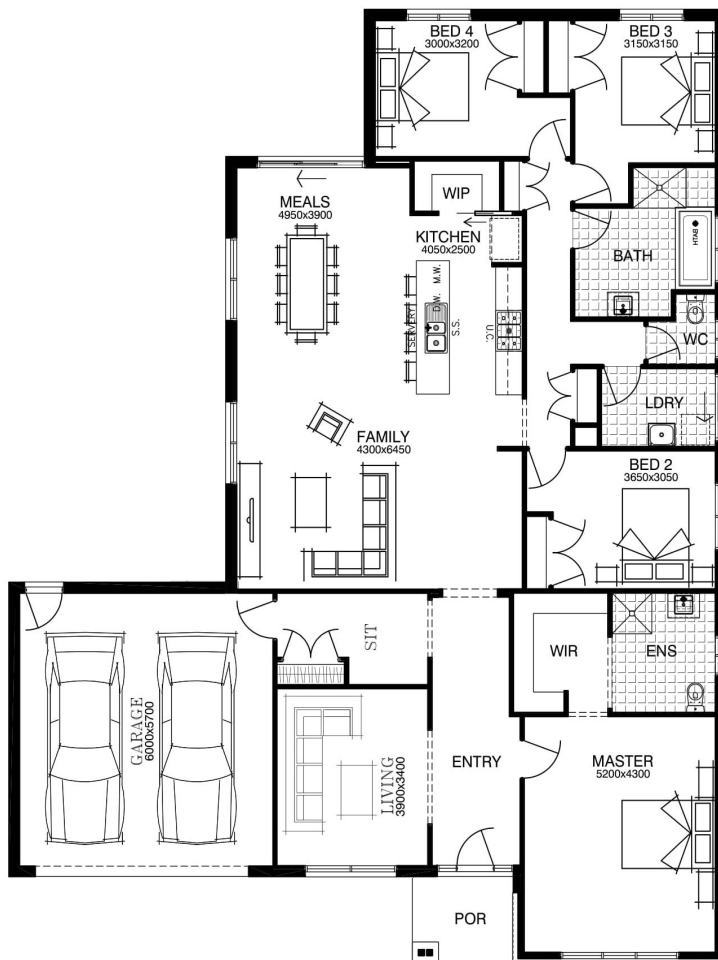 BED 4
3000x3200
BED 3
3150x3150
WIP
MEALS
4950x3900
KITCHEN
4050x2500
BATH
BATH
D.W.
M.W.
SERVERY
S.S.
U.C.
WC
LDRY
FAMILY
4300x6450
BED 2
3650x3050
SIT
WIR
ENS
GARAGE
6000x5700
LIVING
3900x3400
ENTRY
MASTER
5200x4300
POR